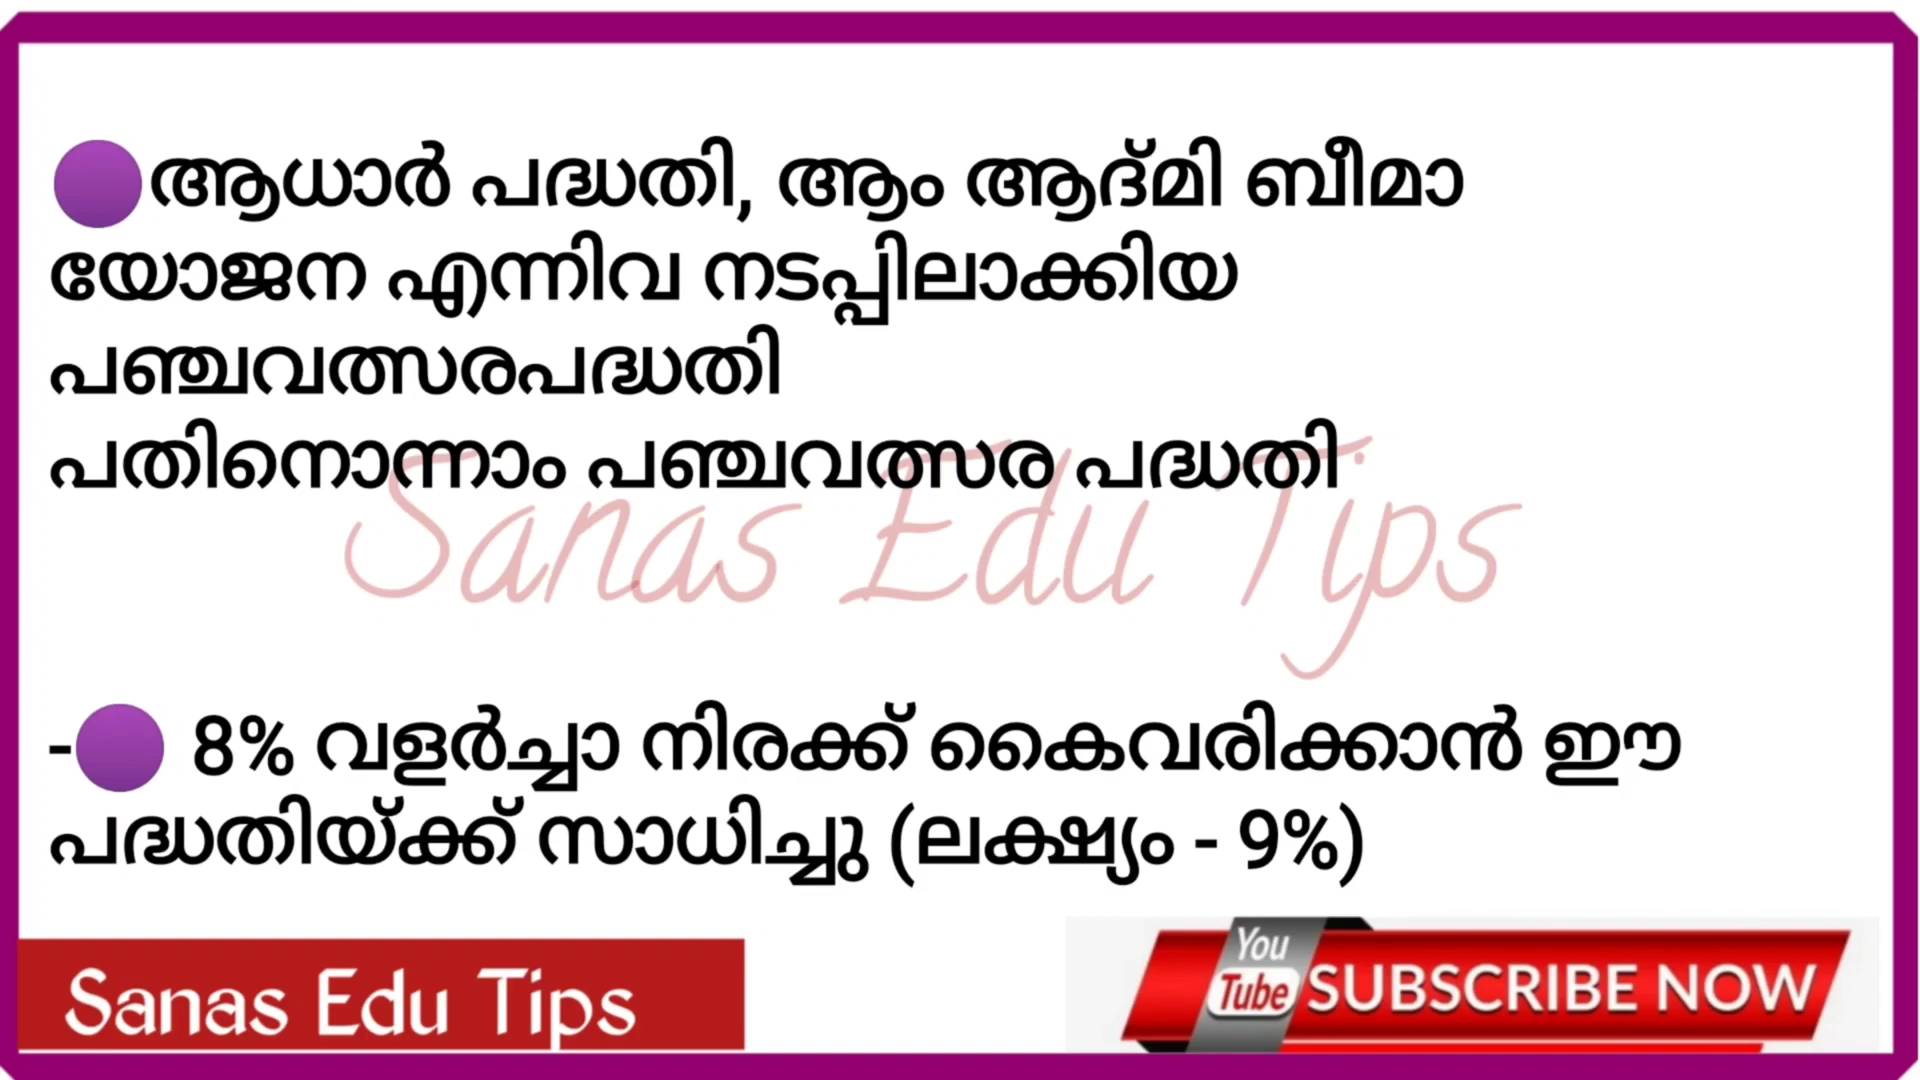 ആധാർ പദ്ധതി, ആം ആദ്മി ബീമാ
യോജന എന്നിവ നടപ്പിലാക്കിയ
പഞ്ചവത്സരപദ്ധതി
പതിനൊന്നാം പഞ്ചവത്സര പദ്ധതി
Sanas Edu Tips
- 8% വളർച്ചാ നിരക്ക് കൈവരിക്കാൻ ഈ
പദ്ധതിയ്ക്ക് സാധിച്ചു (ലക്ഷ്യം - 9%)
Sanas Edu Tips
You
Tube SUBSCRIBE NOW